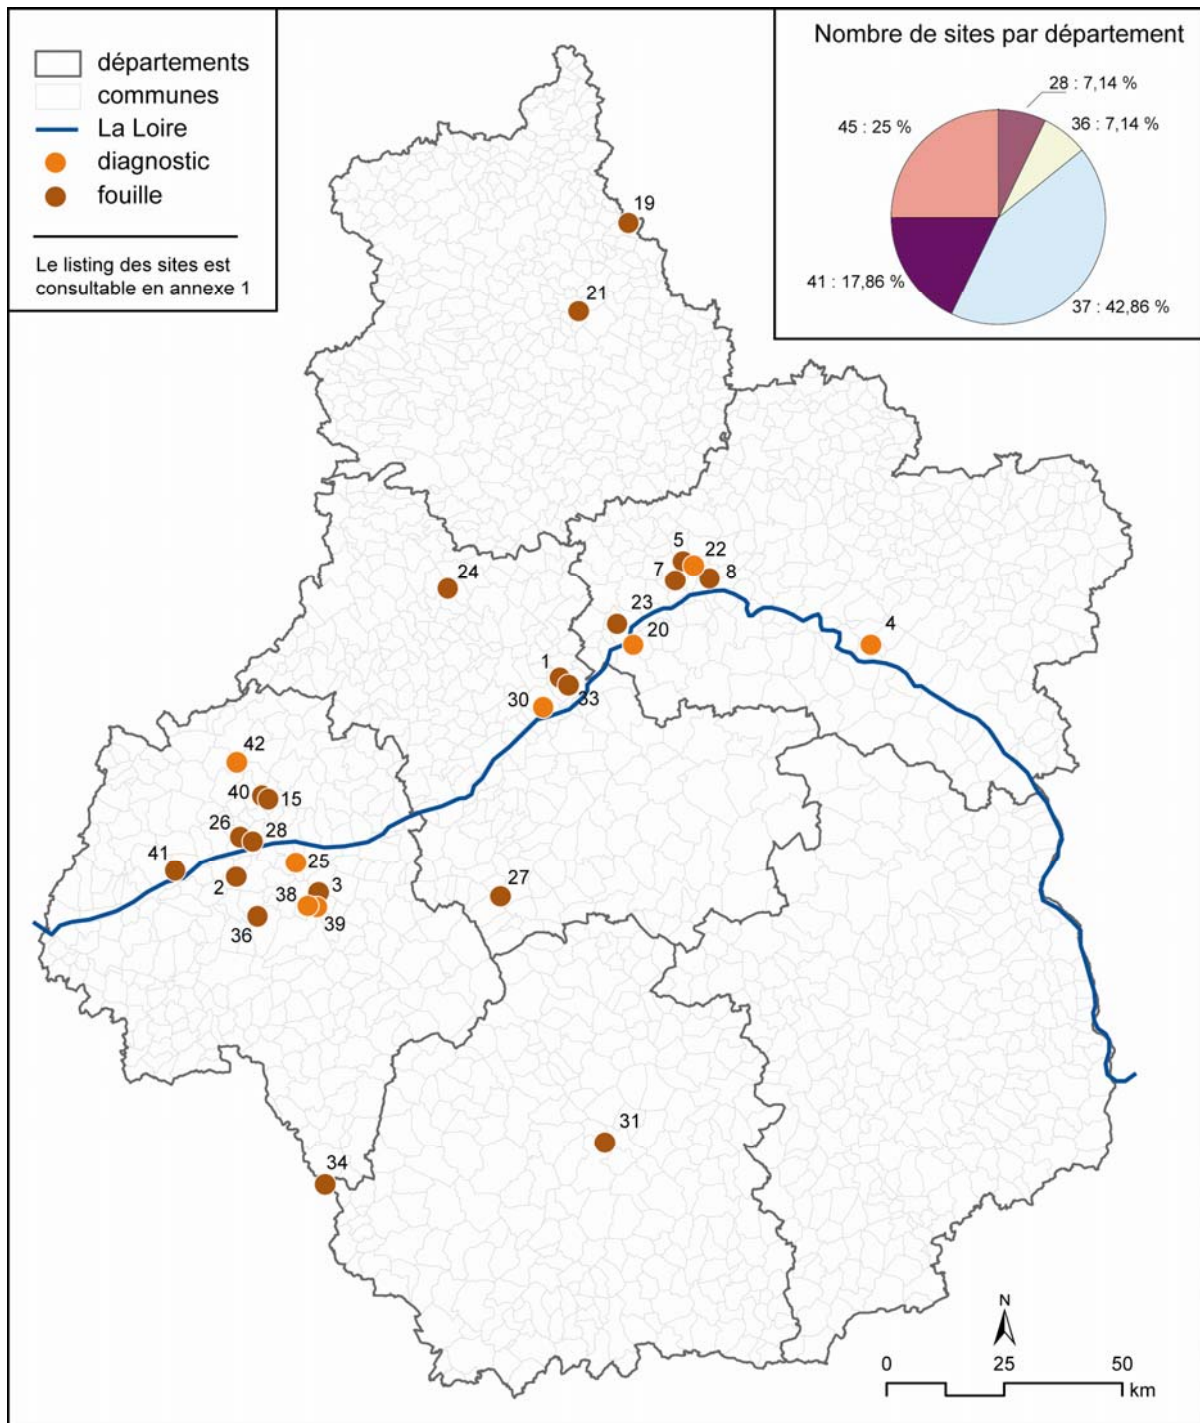 départements
communes
La Loire
diagnostic
fouille
Le listing des sites est
consultable en annexe 1
Nombre de sites par département
28 : 7,14 %
36 : 7,14 %
45 : 25 %
41 : 17,86 %
37 : 42,86 %
19
21
5
22
7
8
24
23
20
4
1
30
33
42
40
15
26
28
41
25
2
3
38
39
36
27
31
34
N
0
25
50
km